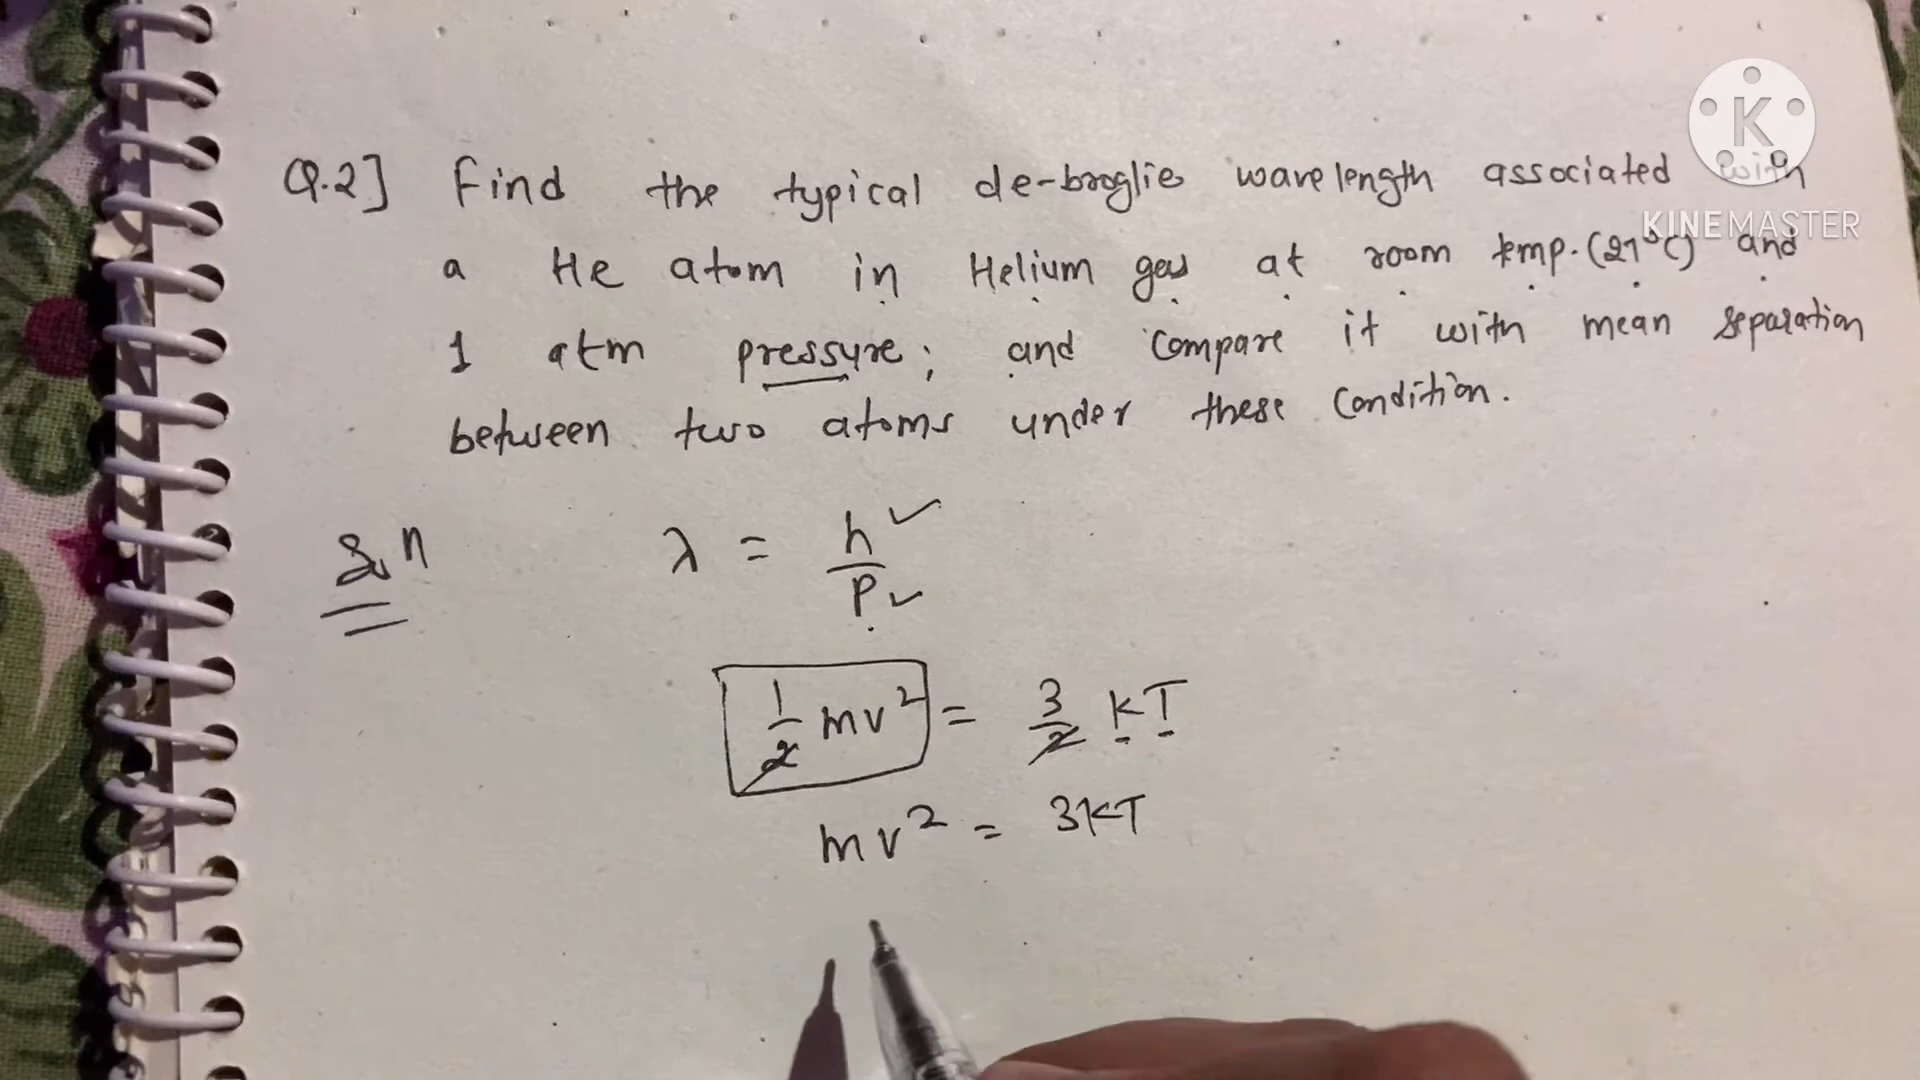 Q.2] Find the typical de-broglie wavelength associated with
KINEMASTER
a He atom in Helium gas at room temp. (27°C) and
1 atm pressure; and compare it with mean separation
between two atoms under these condition.
Soln λ = h/P
1/2 mv² = 3/2 KT
mv² = 3KT